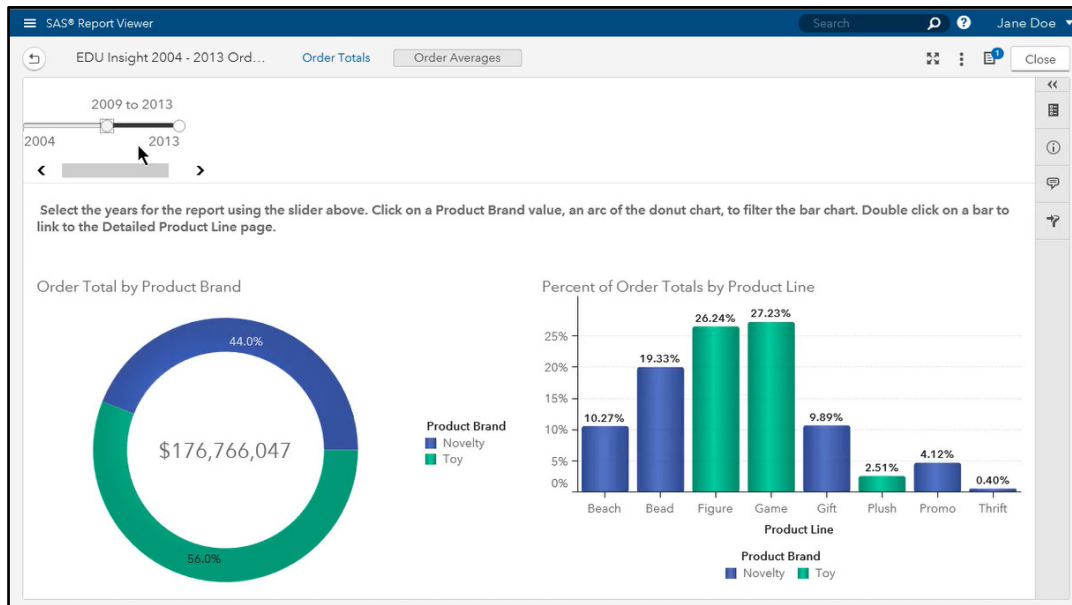 SAS® Report Viewer
Search
Jane Doe
EDU Insight 2004 - 2013 Ord...
Order Totals
Order Averages
1
Close
2009 to 2013
2004
2013
Select the years for the report using the slider above. Click on a Product Brand value, an arc of the donut chart, to filter the bar chart. Double click on a bar to
link to the Detailed Product Line page.
Order Total by Product Brand
44.0%
$176,766,047
56.0%
Product Brand
Novelty
Toy
Percent of Order Totals by Product Line
25%
20%
15%
10%
5%
0%
10.27%
19.33%
26.24%
27.23%
9.89%
2.51%
4.12%
0.40%
Beach
Bead
Figure
Game
Gift
Plush
Promo
Thrift
Product Line
Product Brand
Novelty
Toy